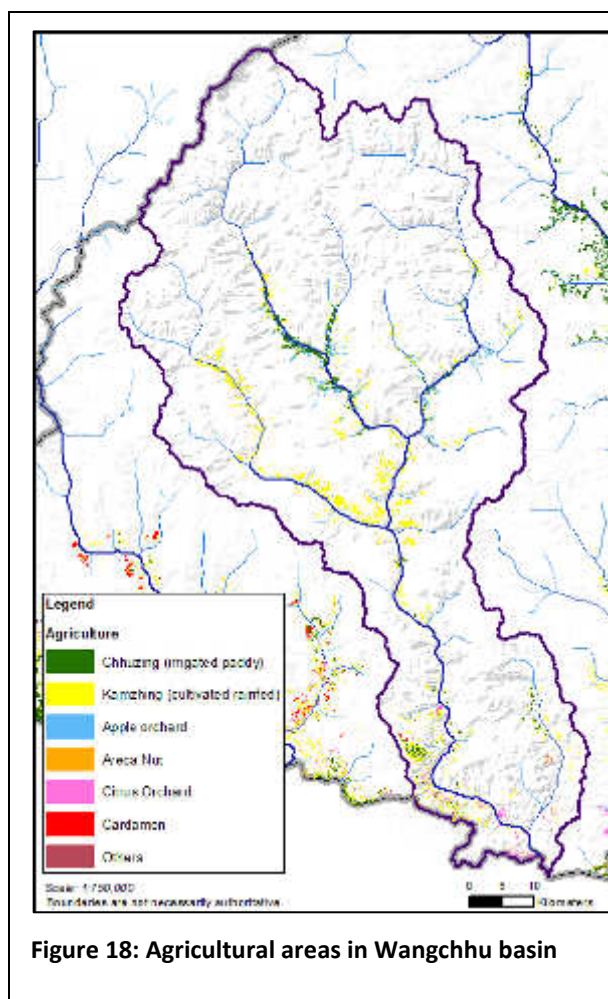 Legend
Agriculture
Chhuzing (irrigated paddy)
Kamzhing (cultivated rainfed)
Apple orchard
Areca Nut
Citrus Orchard
Cardamon
Others
Scale: 1:750,000
Boundaries are not necessarily authoritative
0 5 10
Kilometers
Figure 18: Agricultural areas in Wangchhu basin